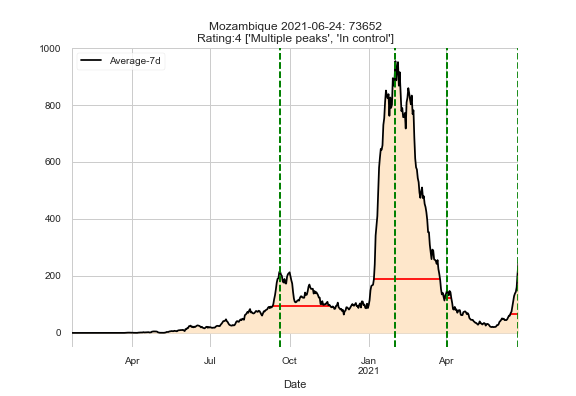 Mozambique 2021-06-24: 73652
Rating:4 ['Multiple peaks', 'In control']
1000
Average-7d
800
600
400
200
0
Apr
Jul
Oct
Jan
2021
Apr
Date